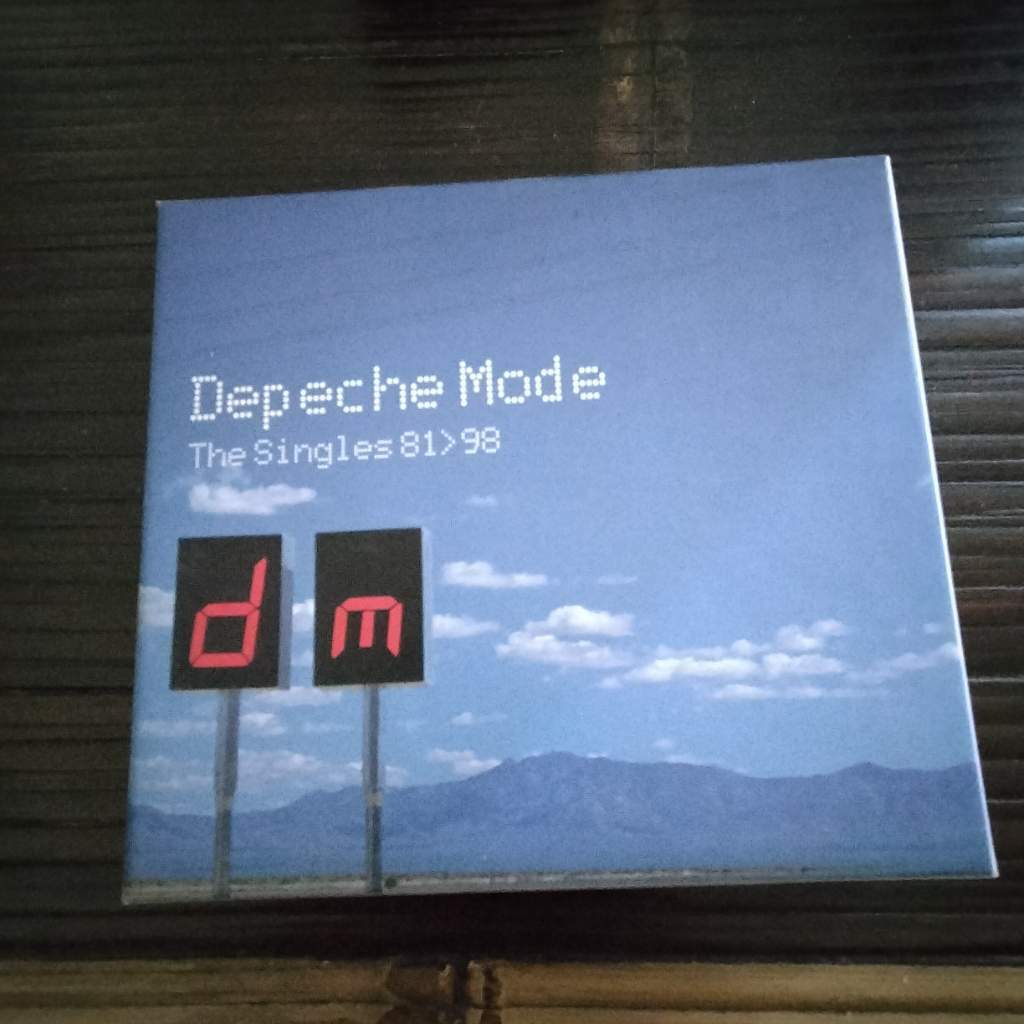 Depeche Mode
The Singles 81>98
dm